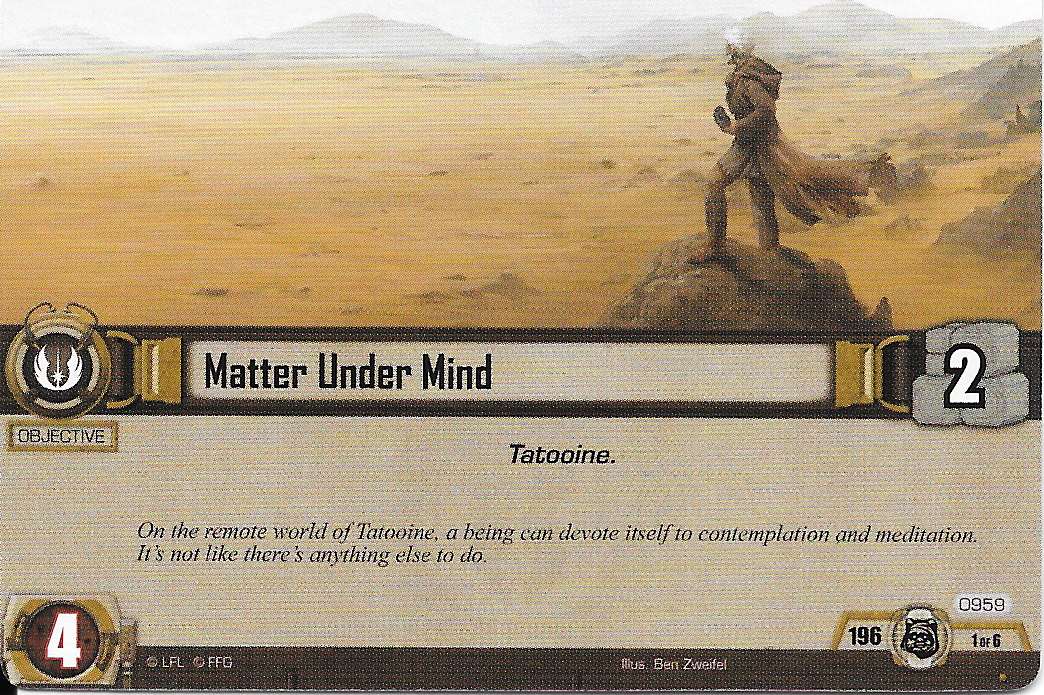 Matter Under Mind
2
OBJECTIVE
Tatooine.
On the remote world of Tatooine, a being can devote itself to contemplation and meditation.
It's not like there's anything else to do.
4
© LFL © FFG
Illus. Ben Zweifel
0959
196
1 of 6